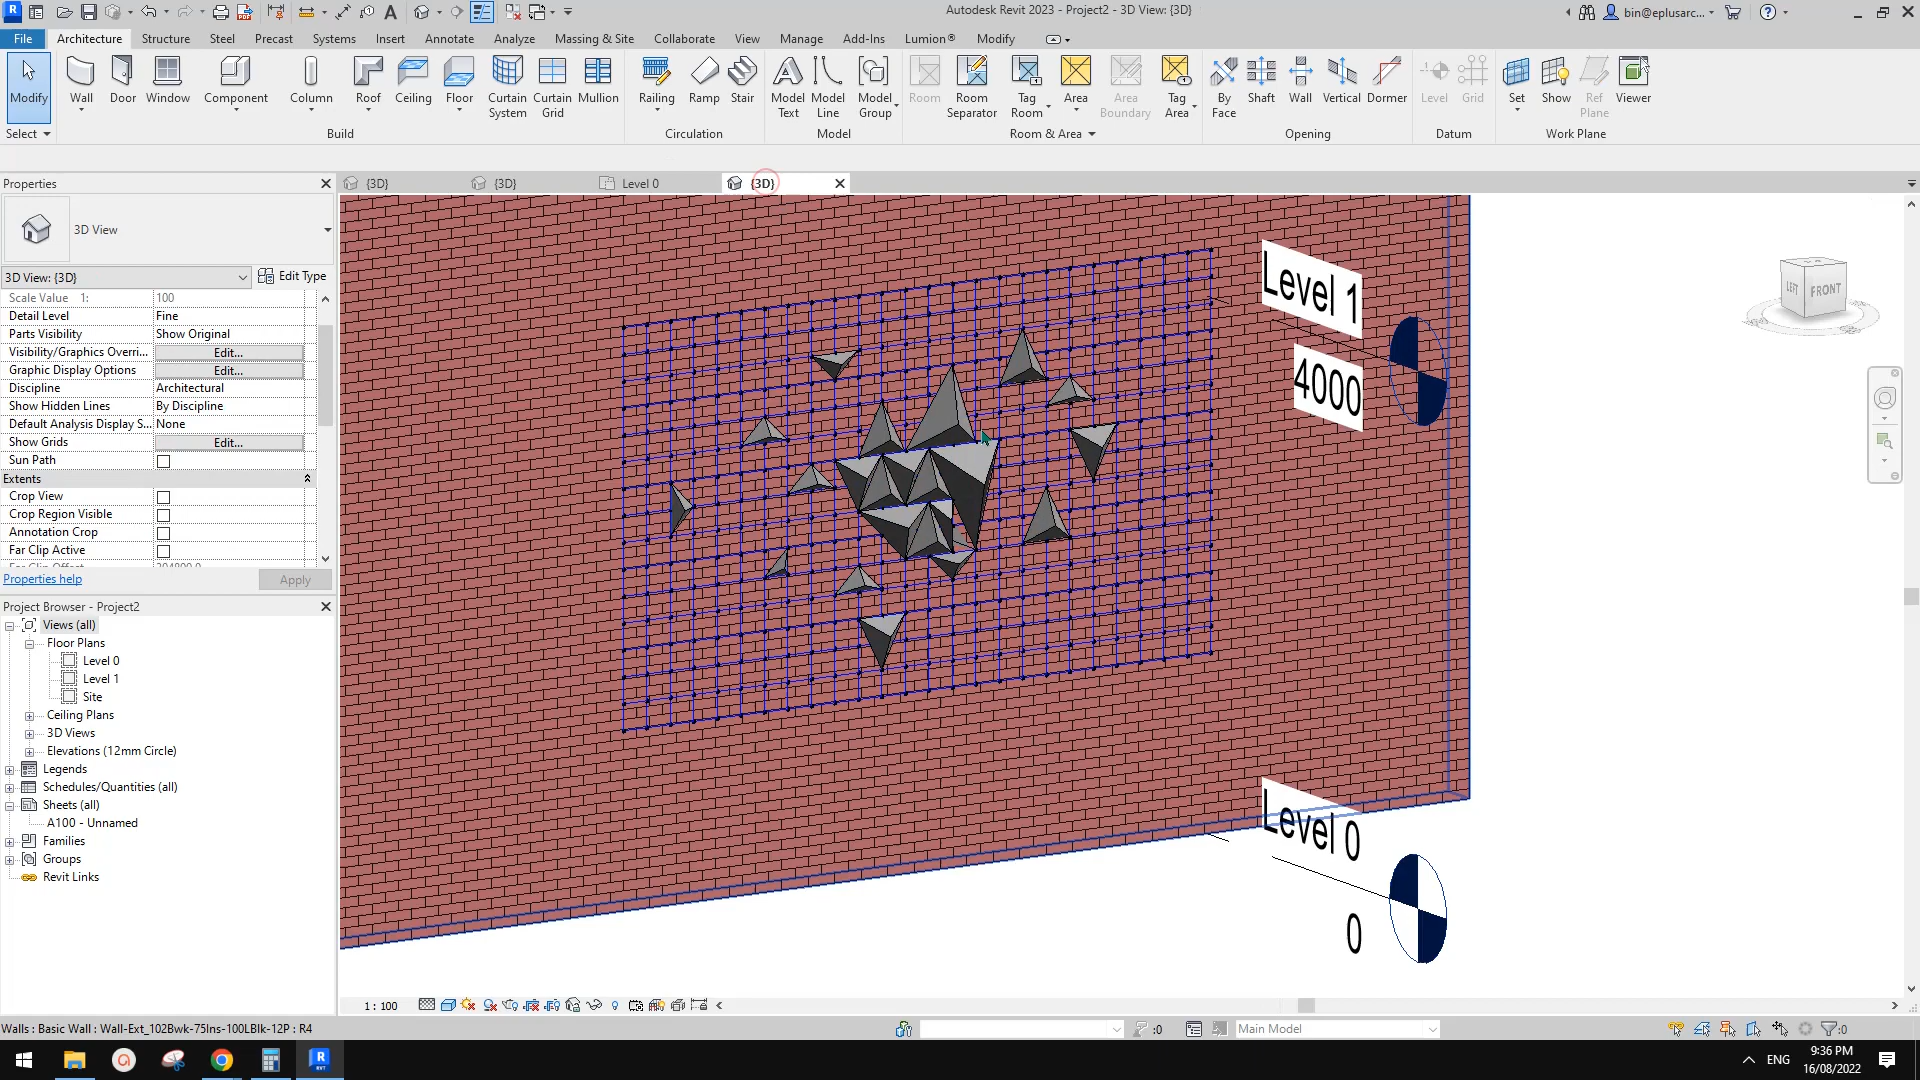 Autodesk Revit 2023 - Project2 - 3D View: {3D}
bin@eplusarc...
File Architecture Structure Steel Precast Systems Insert Annotate Analyze Massing & Site Collaborate View Manage Add-Ins Lumion® Modify
Modify Wall Door Window Component Column Roof Ceiling Floor Curtain System Curtain Grid Mullion Railing Ramp Stair Model Text Model Line Model Group Room Room Separator Tag Room Area Area Boundary Tag Area By Face Shaft Wall Vertical Dormer Level Grid Set Show Ref Plane Viewer
Select Build Circulation Model Room & Area Opening Datum Work Plane
Properties
{3D} {3D} Level 0 {3D}
3D View
3D View: {3D} Edit Type
Scale Value 1: 100
Detail Level Fine
Parts Visibility Show Original
Visibility/Graphics Overri... Edit...
Graphic Display Options Edit...
Discipline Architectural
Show Hidden Lines By Discipline
Default Analysis Display S... None
Show Grids Edit...
Sun Path
Extents
Crop View
Crop Region Visible
Annotation Crop
Far Clip Active
Properties help Apply
Project Browser - Project2
Views (all)
Floor Plans
Level 0
Level 1
Site
Ceiling Plans
3D Views
Elevations (12mm Circle)
Legends
Schedules/Quantities (all)
Sheets (all)
A100 - Unnamed
Families
Groups
Revit Links
Level 1
4000
Level 0
0
LEFT FRONT
1 : 100
Walls : Basic Wall : Wall-Ext_102Bwk-75Ins-100LBlk-12P : R4
:0
Main Model
:0
ENG
9:36 PM
16/08/2022